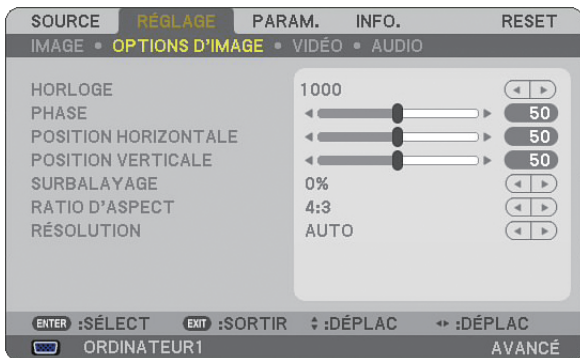 SOURCE RÉGLAGE PARAM. INFO. RESET
IMAGE • OPTIONS D'IMAGE • VIDÉO • AUDIO
HORLOGE 1000
PHASE 50
POSITION HORIZONTALE 50
POSITION VERTICALE 50
SURBALAYAGE 0%
RATIO D'ASPECT 4:3
RÉSOLUTION AUTO
ENTER :SÉLECT EXIT :SORTIR :DÉPLAC :DÉPLAC
ORDINATEUR1 AVANCÉ